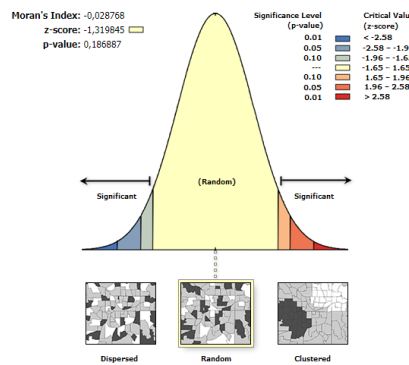 Moran's Index: -0,028768
z-score: -1,319845
p-value: 0,186887
Significance Level
(p-value)
Critical Value
(z-score)
0.01 < -2.58
0.05 -2.58 – -1.9
0.10 -1.96 – -1.6
--- -1.65 – 1.65
0.10 1.65 – 1.96
0.05 1.96 – 2.58
0.01 > 2.58
(Random)
Significant Significant
Dispersed Random Clustered